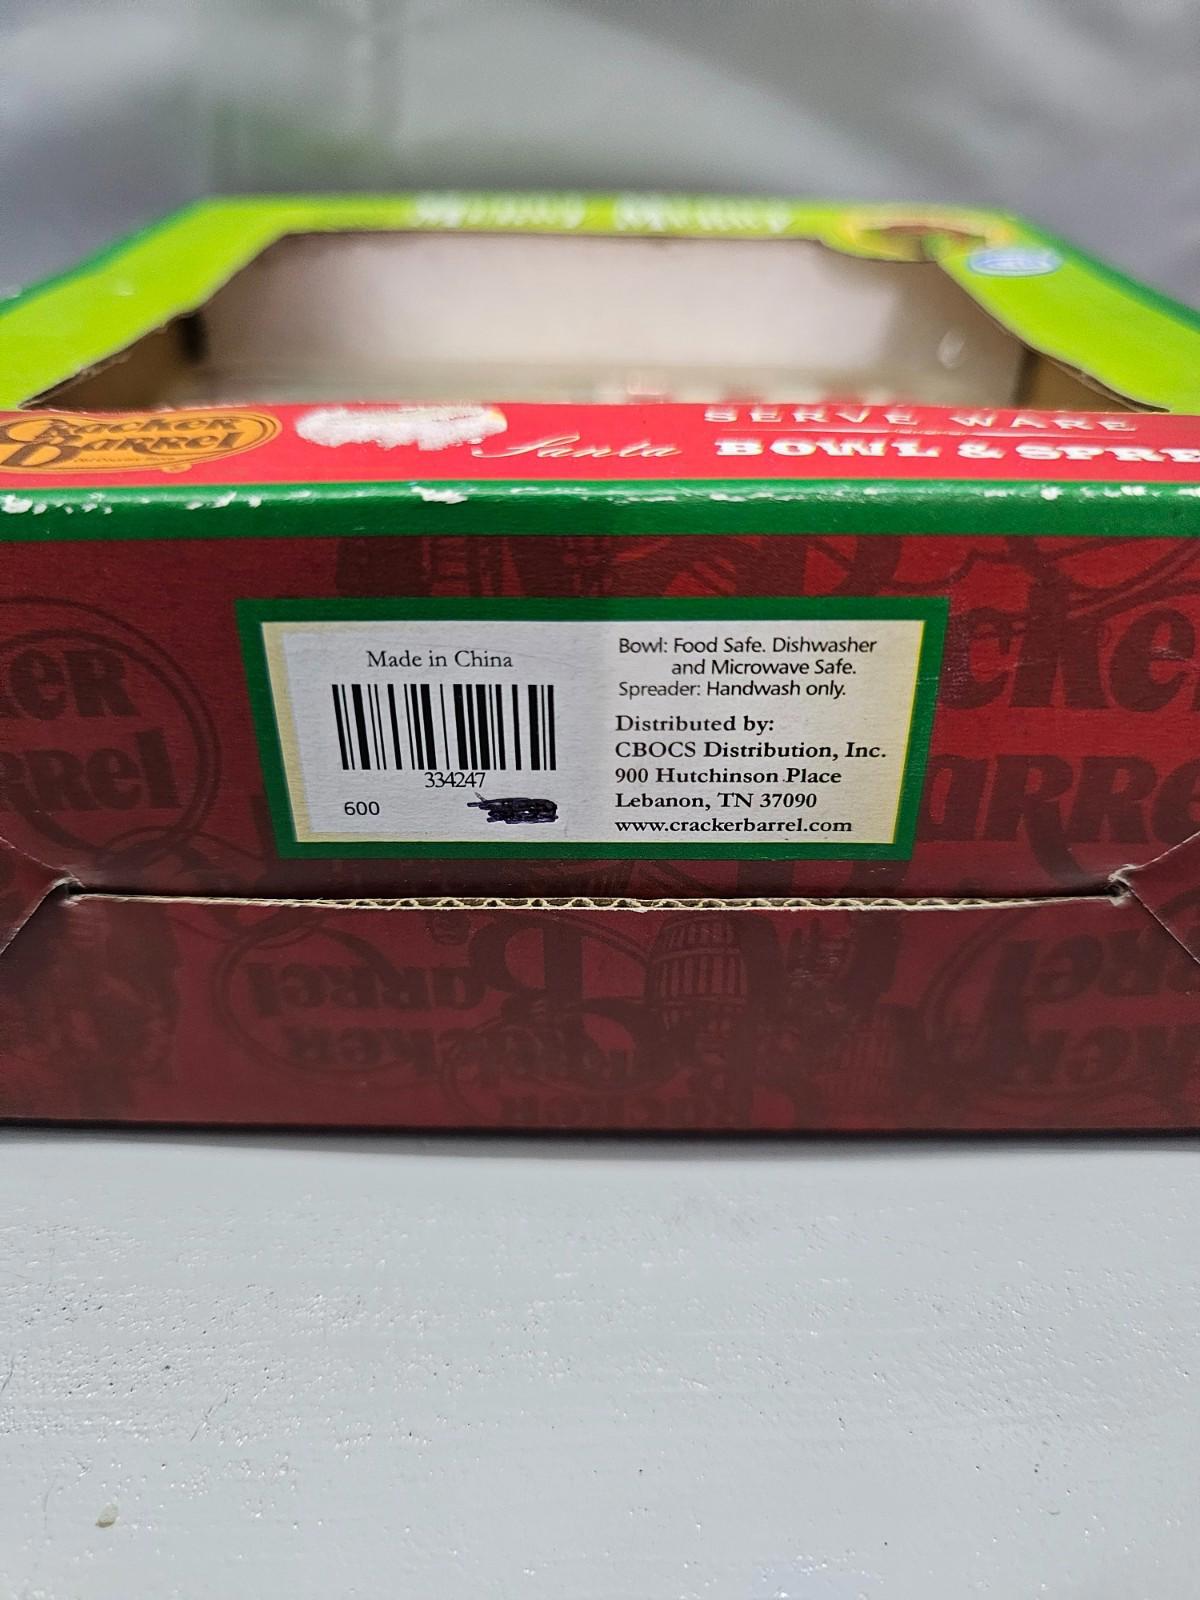 Cracker
Barrel
Santa
SERVE WARE
BOWL & SPRE
Made in China
334247
600
Bowl: Food Safe. Dishwasher
and Microwave Safe.
Spreader: Handwash only.
Distributed by:
CBOCS Distribution, Inc.
900 Hutchinson Place
Lebanon, TN 37090
www.crackerbarrel.com